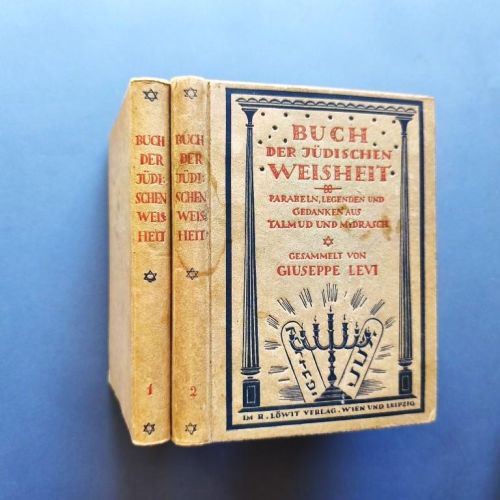 BUCH
DER
JÜDI:
SCHEN
WEIS:
HEIT
1
BUCH
DER
JÜDI:
SCHEN
WEIS:
HEIT
2
BUCH
DER JÜDISCHEN
WEISHEIT
PARABELN, LEGENDEN UND
GEDANKEN AUS
TALMUD UND MIDRASCH
GESAMMELT VON
GIUSEPPE LEVI
IM R. LÖWIT VERLAG, WIEN UND LEIPZIG